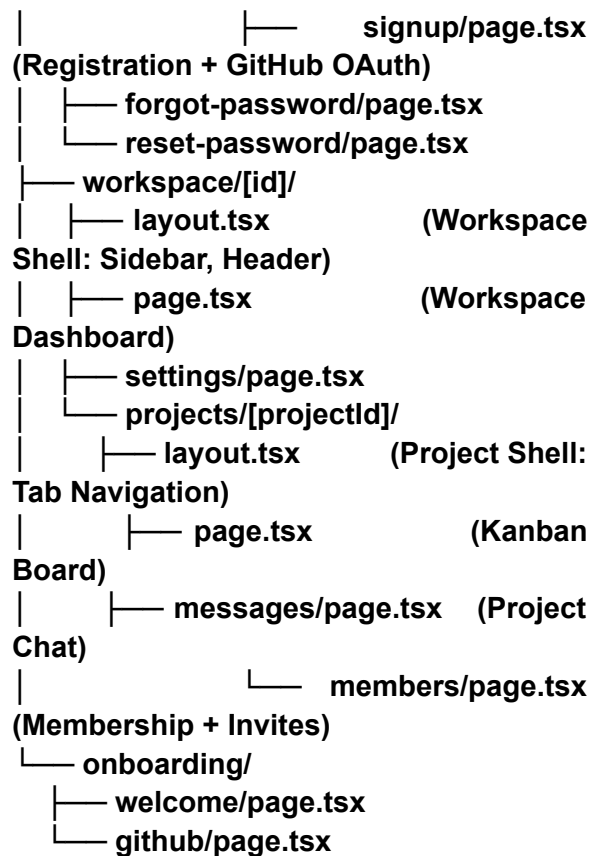 │ ├── signup/page.tsx
(Registration + GitHub OAuth)
│ ├── forgot-password/page.tsx
│ └── reset-password/page.tsx
├── workspace/[id]/
│ ├── layout.tsx (Workspace
Shell: Sidebar, Header)
│ ├── page.tsx (Workspace
Dashboard)
│ ├── settings/page.tsx
│ └── projects/[projectId]/
│ ├── layout.tsx (Project Shell:
Tab Navigation)
│ ├── page.tsx (Kanban
Board)
│ ├── messages/page.tsx (Project
Chat)
│ └── members/page.tsx
(Membership + Invites)
└── onboarding/
├── welcome/page.tsx
└── github/page.tsx